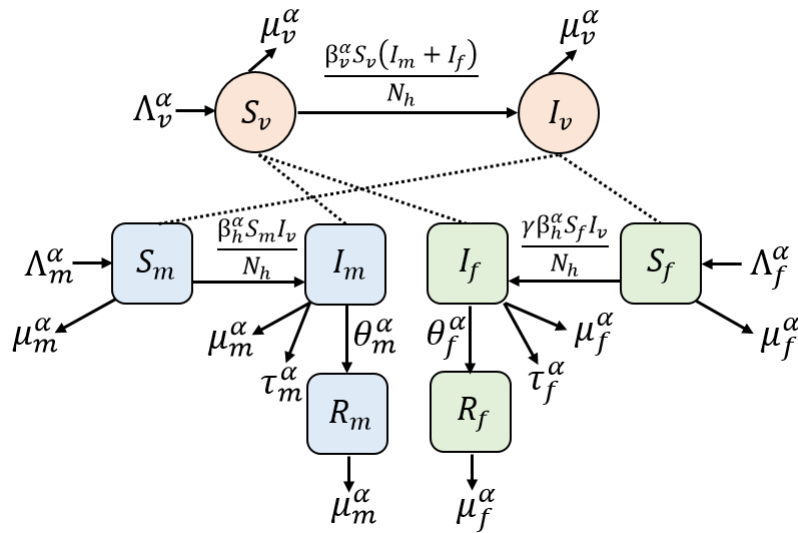 μ_v^α μ_v^α
β_v^α S_v(I_m + I_f)
N_h
Λ_v^α S_v I_v
β_h^α S_m I_v γβ_h^α S_f I_v
N_h N_h
Λ_m^α S_m I_m I_f S_f Λ_f^α
μ_m^α μ_m^α θ_m^α θ_f^α μ_f^α μ_f^α
τ_m^α τ_f^α
R_m R_f
μ_m^α μ_f^α